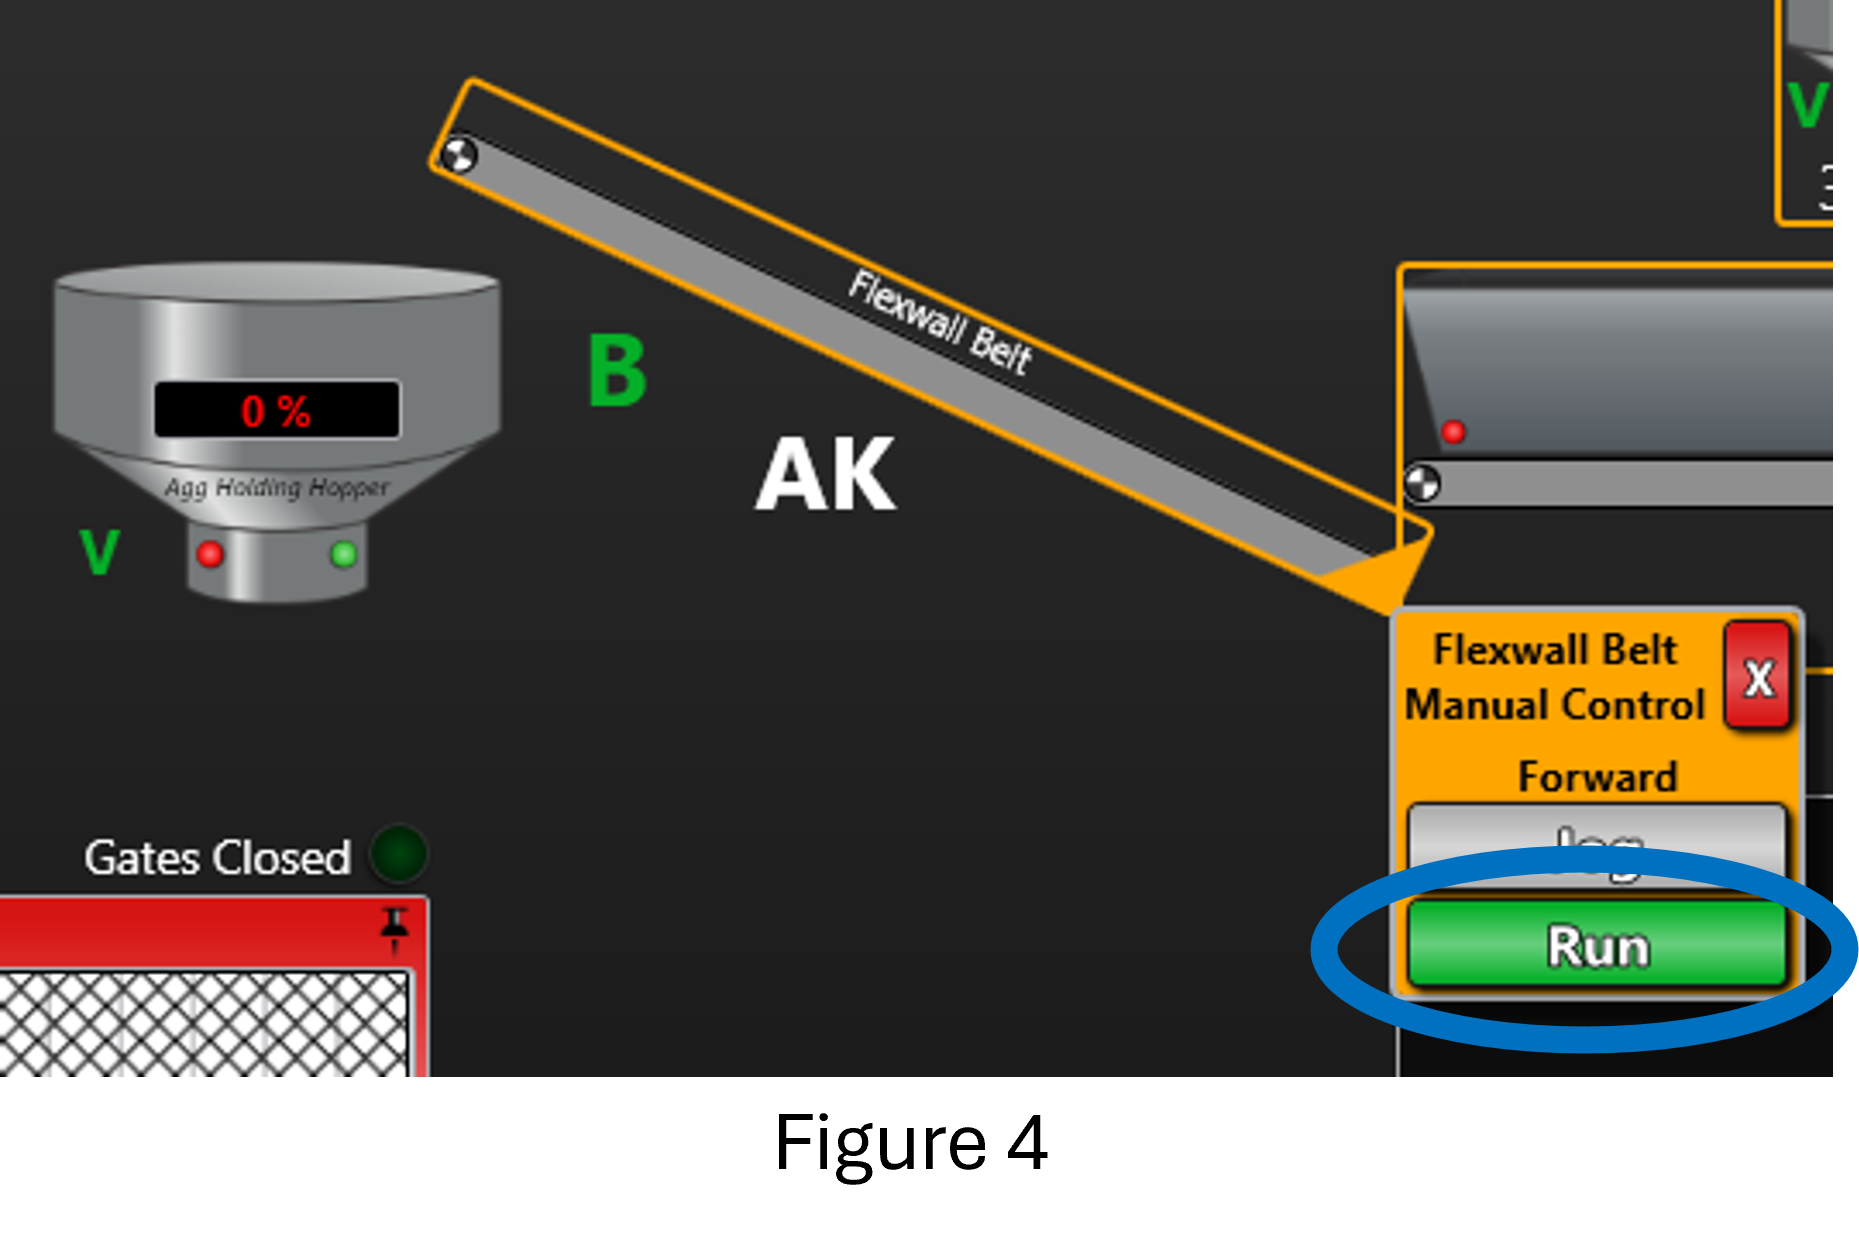 V
3
Flexwall Belt
B
0 %
AK
Agg Holding Hopper
V
Flexwall Belt
Manual Control
X
Forward
Jog
Gates Closed
Run
Figure 4